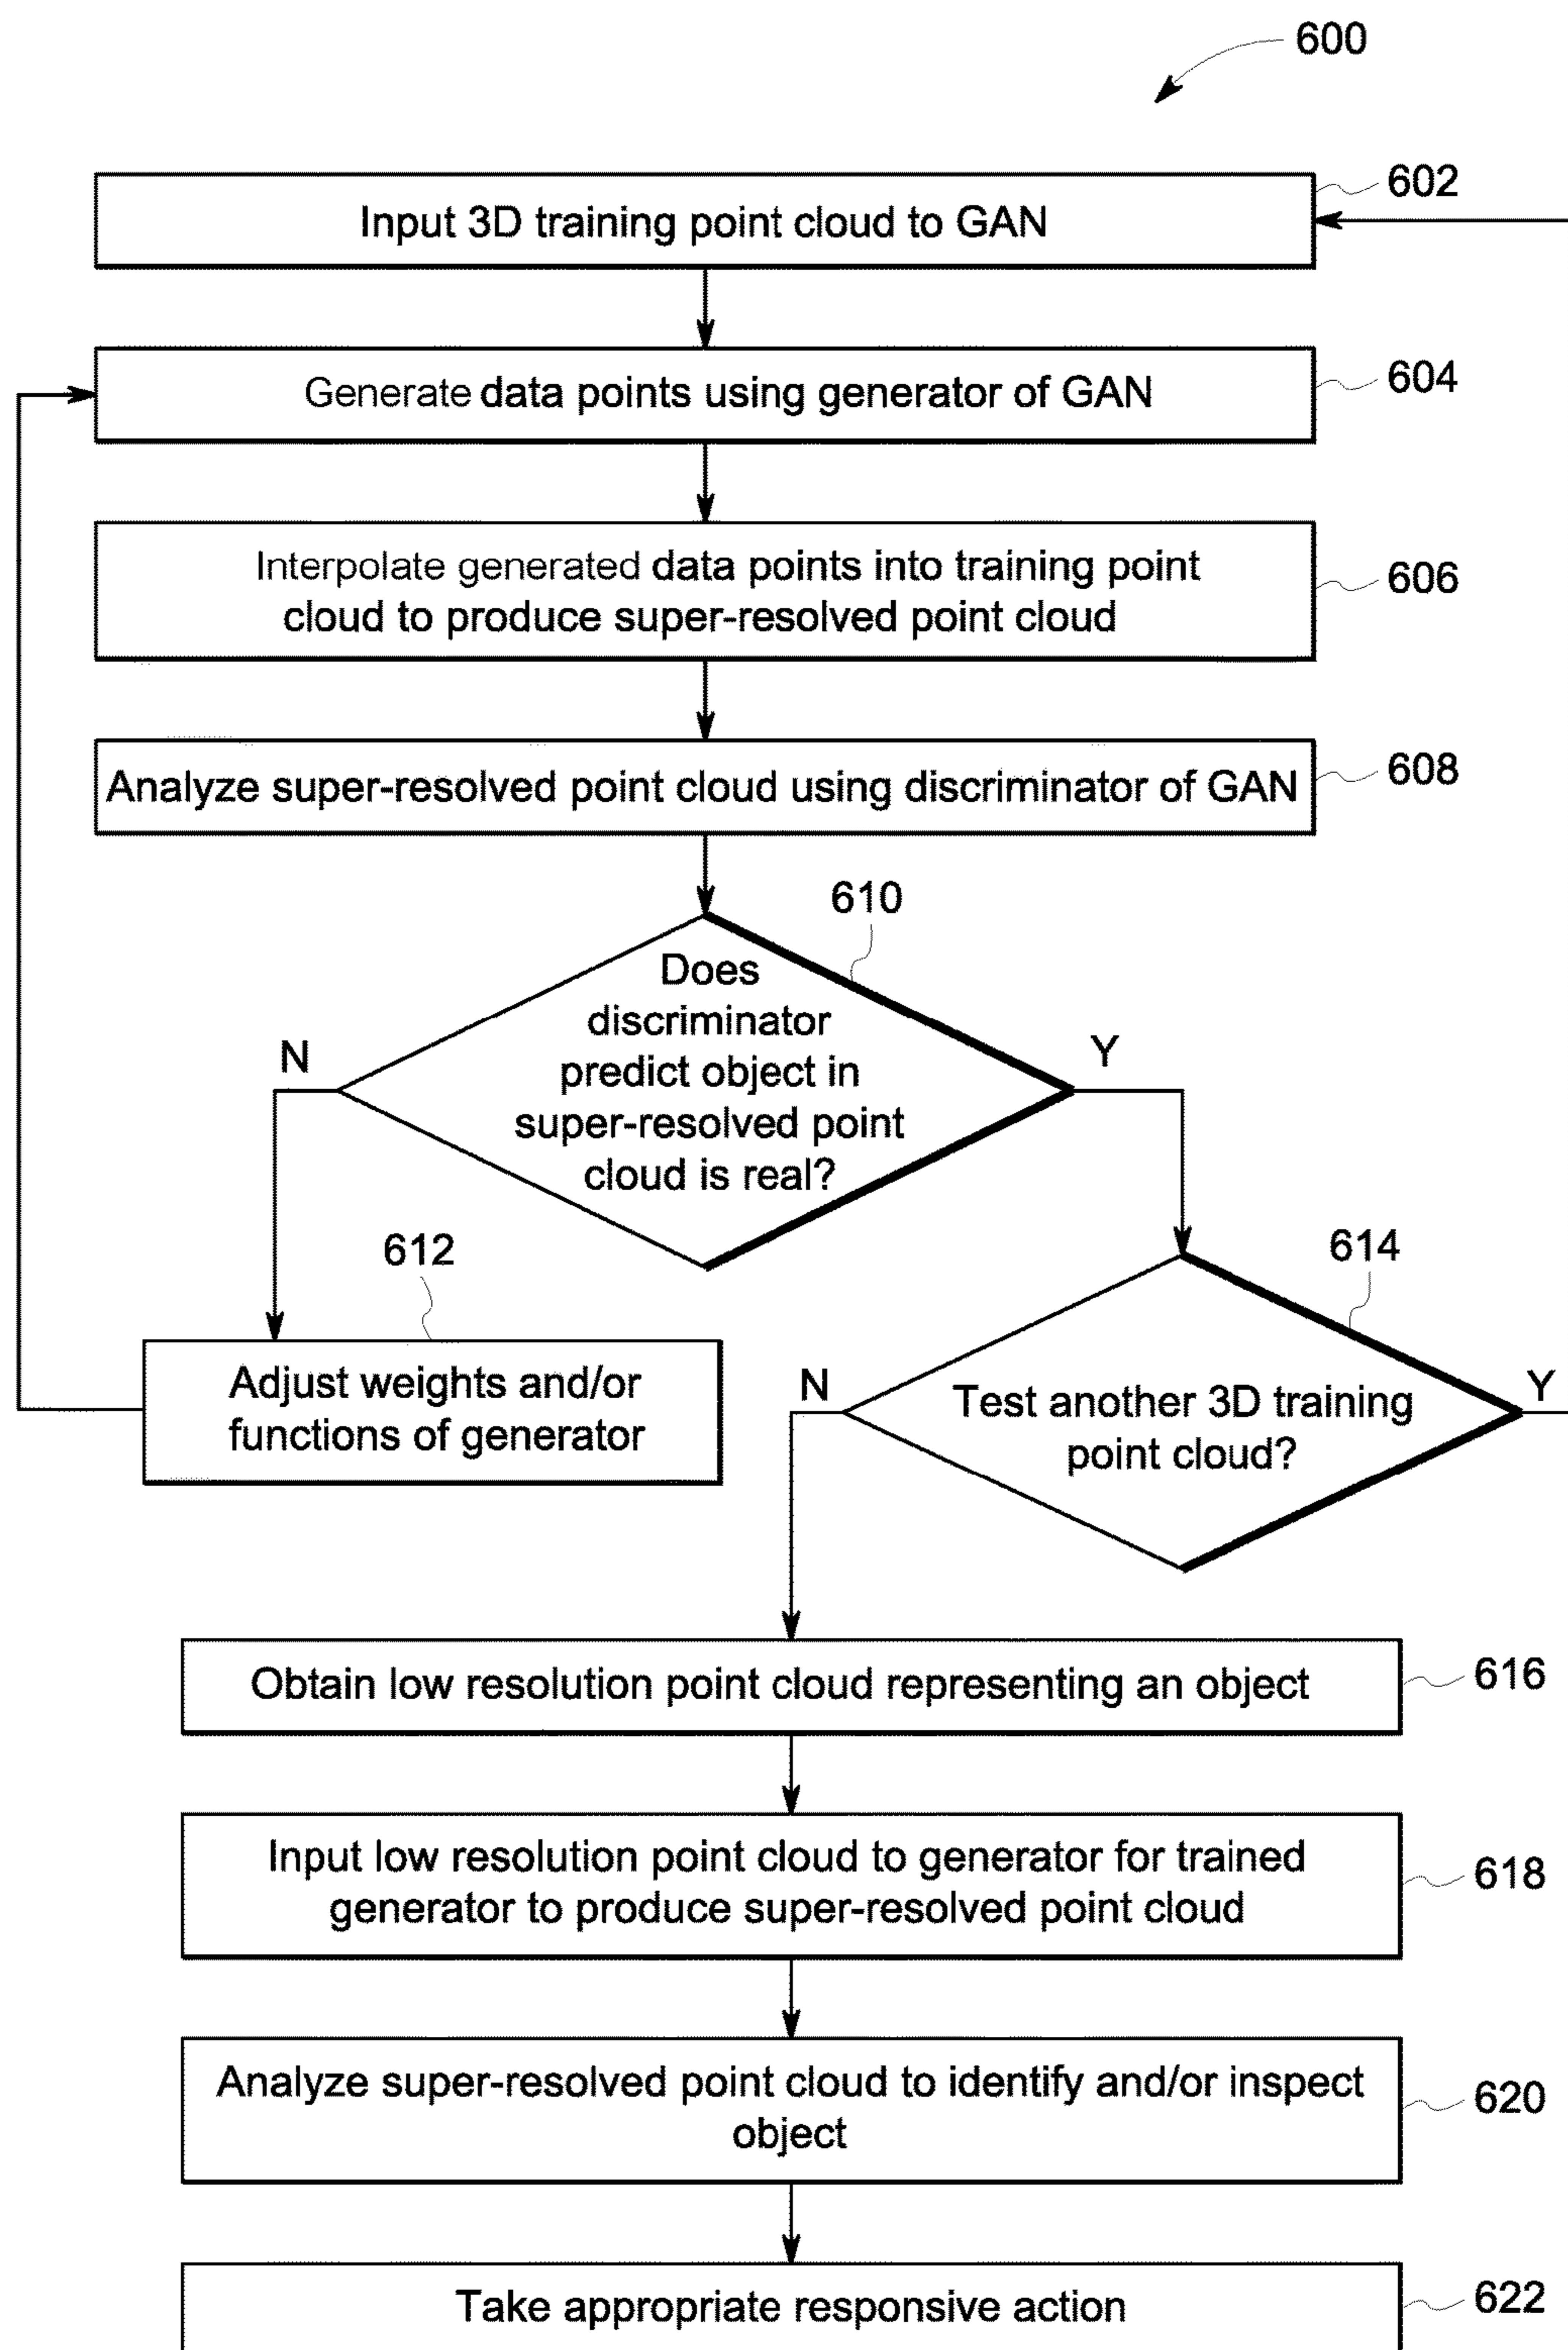 600
Input 3D training point cloud to GAN
602
Generate data points using generator of GAN
604
Interpolate generated data points into training point
cloud to produce super-resolved point cloud
606
Analyze super-resolved point cloud using discriminator of GAN
608
610
Does
discriminator
predict object in
super-resolved point
cloud is real?
N
Y
612
Adjust weights and/or
functions of generator
614
Test another 3D training
point cloud?
N
Y
Obtain low resolution point cloud representing an object
616
Input low resolution point cloud to generator for trained
generator to produce super-resolved point cloud
618
Analyze super-resolved point cloud to identify and/or inspect
object
620
Take appropriate responsive action
622